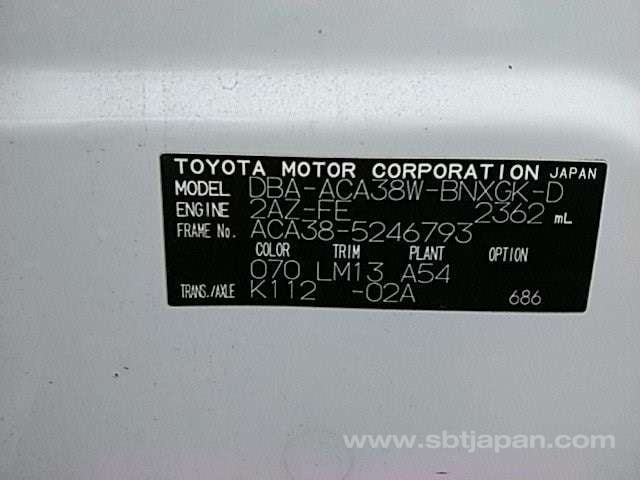 TOYOTA MOTOR CORPORATION JAPAN
MODEL DBA-ACA38W-BNXGK-D
ENGINE 2AZ-FE 2362 mL
FRAME No. ACA38-5246793
COLOR TRIM PLANT OPTION
070 LM13 A54
TRANS./AXLE K112 -02A 686
www.sbtjapan.com